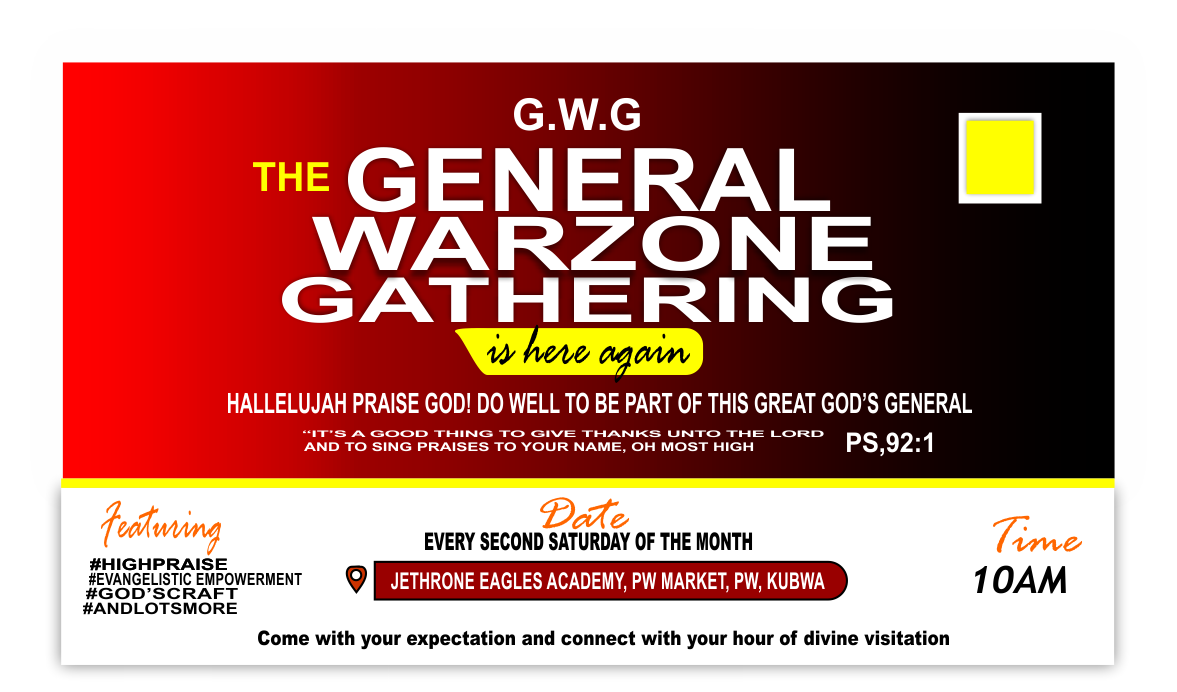 G.W.G
THE GENERAL
WARZONE
GATHERING
is here again
HALLELUJAH PRAISE GOD! DO WELL TO BE PART OF THIS GREAT GOD'S GENERAL
“IT'S A GOOD THING TO GIVE THANKS UNTO THE LORD
AND TO SING PRAISES TO YOUR NAME, OH MOST HIGH
PS,92:1
Featuring
#HIGHPRAISE
#EVANGELISTIC EMPOWERMENT
#GOD'SCRAFT
#ANDLOTSMORE
Date
EVERY SECOND SATURDAY OF THE MONTH
JETHRONE EAGLES ACADEMY, PW MARKET, PW, KUBWA
Time
10AM
Come with your expectation and connect with your hour of divine visitation